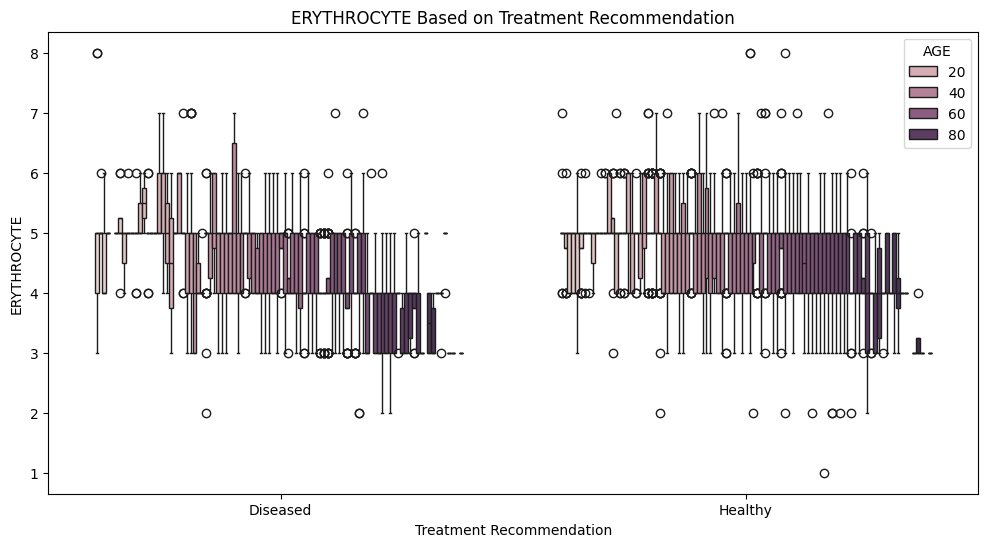 ERYTHROCYTE Based on Treatment Recommendation
AGE
20
40
60
80
8
7
6
5
4
3
2
1
ERYTHROCYTE
Diseased
Healthy
Treatment Recommendation